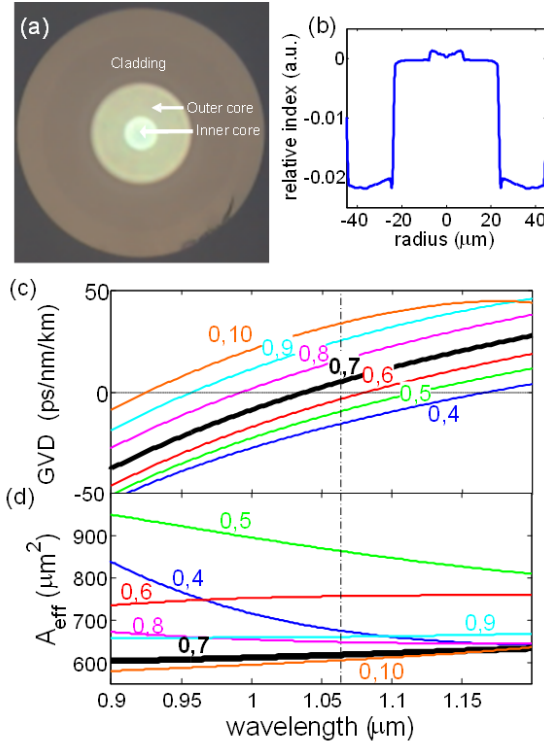 (a)
Cladding
Outer core
Inner core
(b)
relative index (a.u.)
0
-0.01
-0.02
-40 -20 0 20 40
radius (μm)
(c)
GVD (ps/nm/km)
50
0
-50
0,10
0,9
0,8
0,7
0,6
0,5
0,4
(d)
A_eff (μm²)
900
800
700
600
0,5
0,4
0,6
0,8
0,7
0,9
0,10
0.9 0.95 1 1.05 1.1 1.15
wavelength (μm)